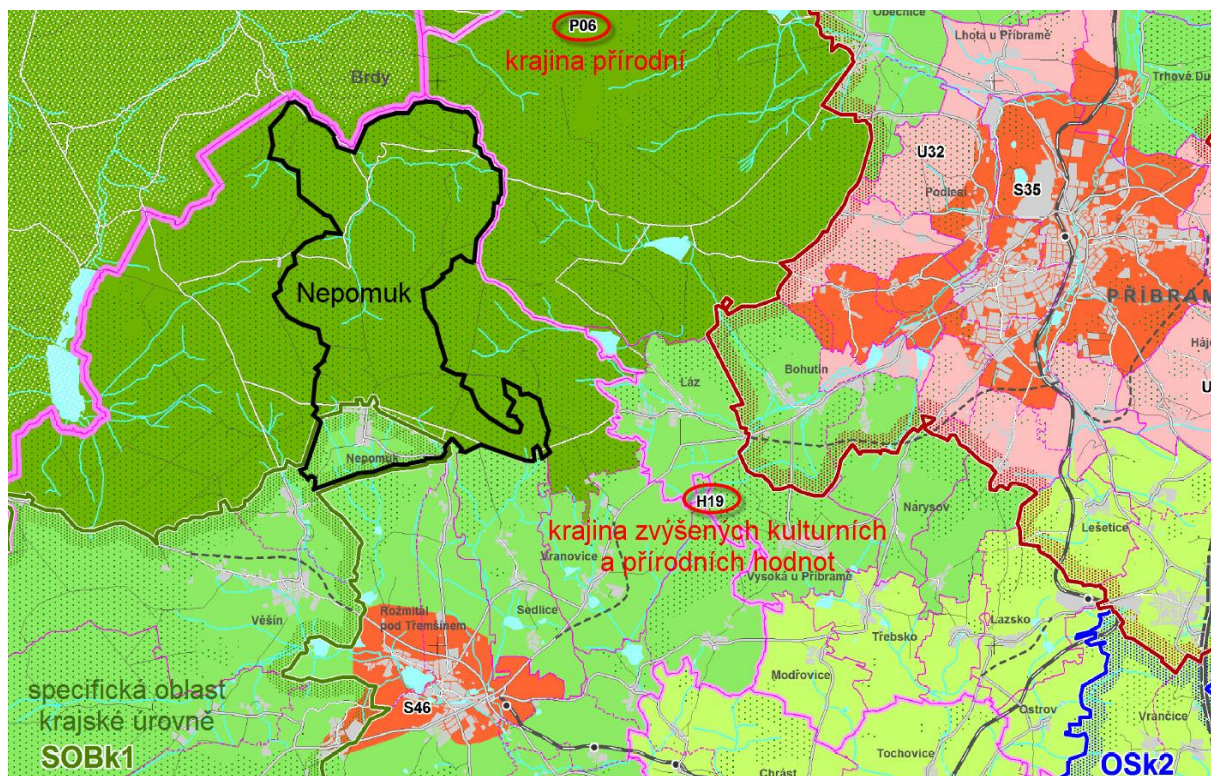 P06
krajina přírodní
Obecnice
Lhota u Příbramě
Brdy
Trhové Du
U32
Podlesí
S35
Nepomuk
PŘÍBRAM
Háje
Láz
Bohutín
U
Nepomuk
H19
krajina zvýšených kulturních
a přírodních hodnot
Narysov
Lešetice
Vranovice
Vysoká u Příbramě
Věšín
Rožmitál
pod Třemšínem
Sedlice
Třebsko
Lazsko
Modřovice
specifická oblast
krajské úrovně
SOBk1
S46
Ostrov
Vrančice
Tochovice
OSk2
Chrást